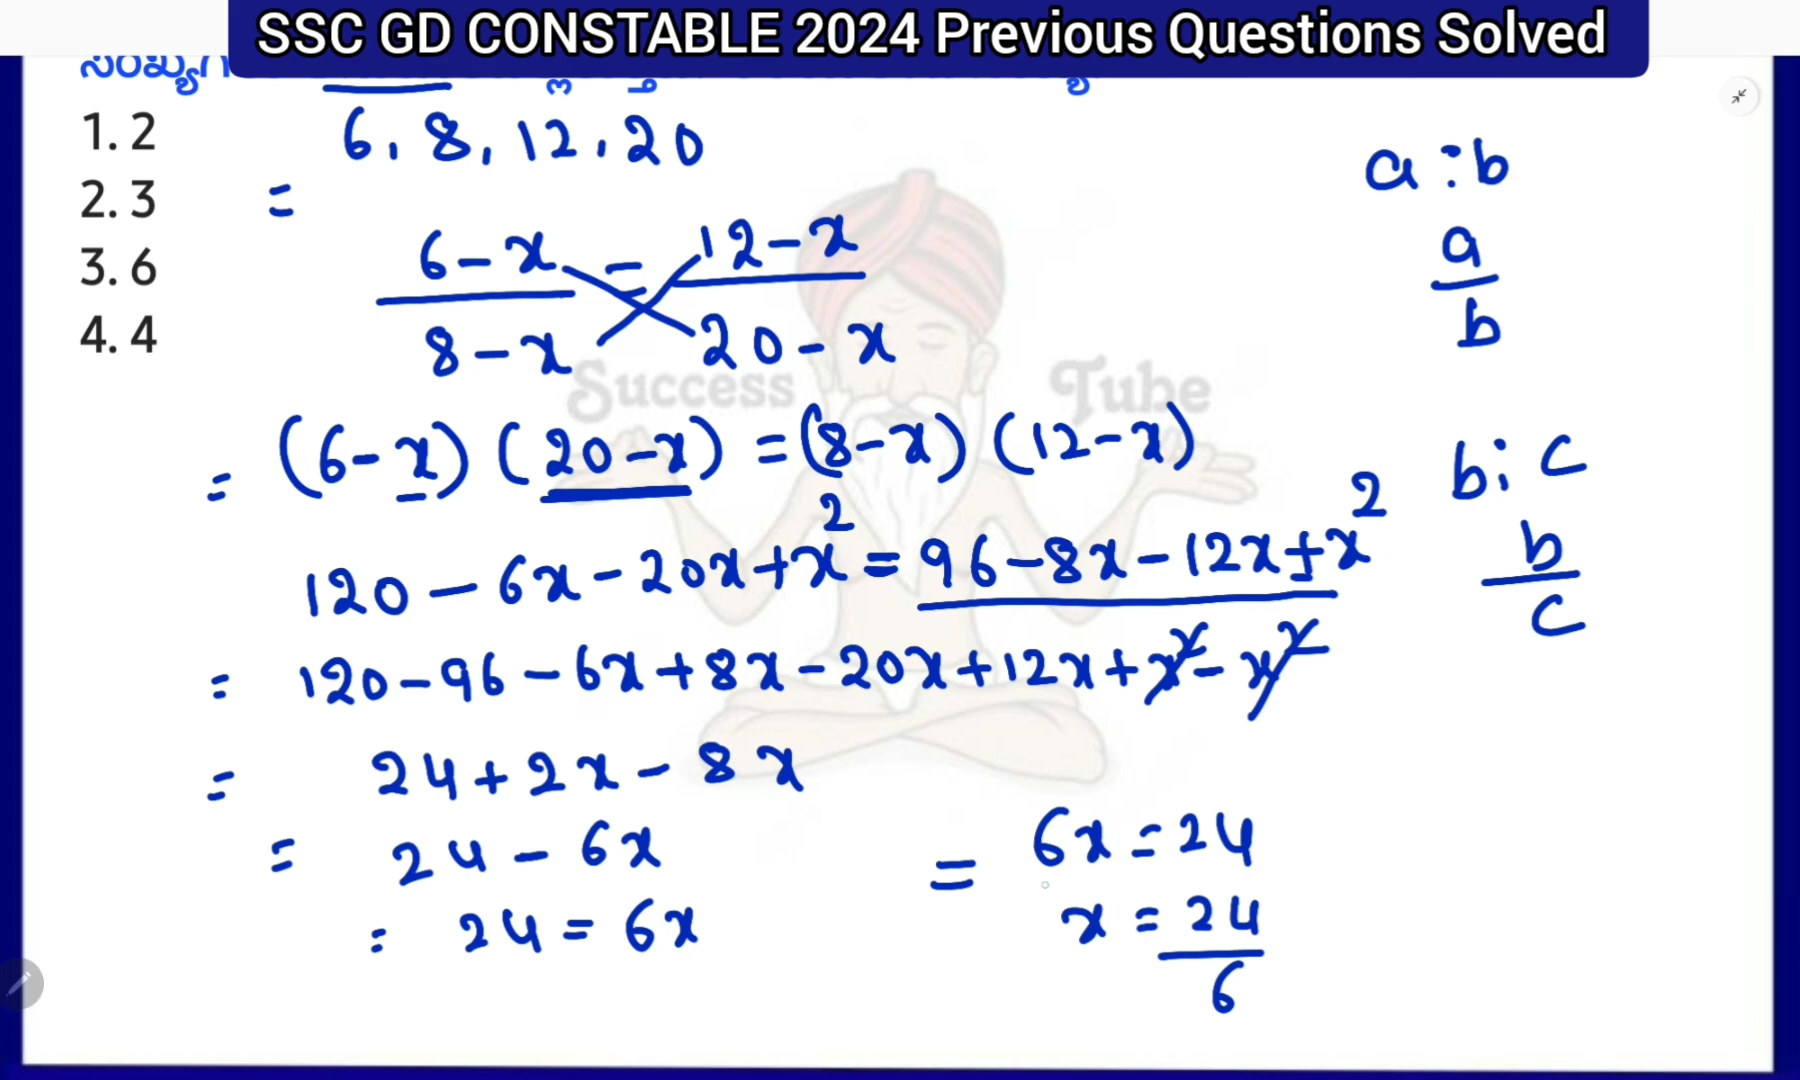 SSC GD CONSTABLE 2024 Previous Questions Solved
1. 2
2. 3
3. 6
4. 4
6, 8, 12, 20
=
6-x = 12-x
8-x 20-x
a:b
a
b
Success Tube
= (6-x) (20-x) = (8-x) (12-x)
120 - 6x - 20x + x² = 96 - 8x - 12x + x²
b:c
b
c
= 120 - 96 - 6x + 8x - 20x + 12x + x² - x²
= 24 + 2x - 8x
= 24 - 6x
= 24 = 6x
= 6x = 24
x = 24
6